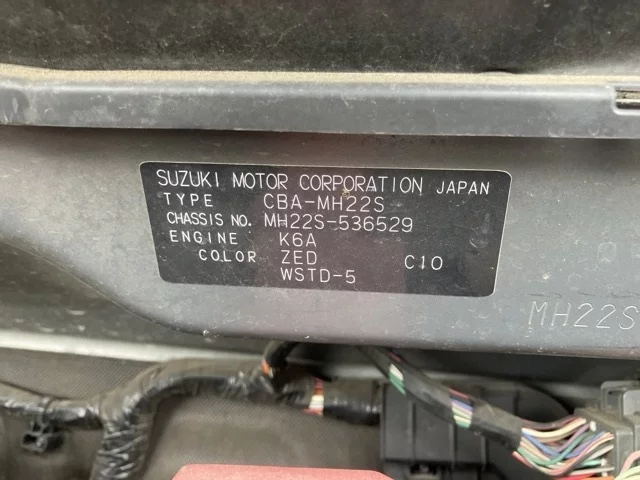 SUZUKI MOTOR CORPORATION JAPAN
TYPE CBA-MH22S
CHASSIS NO. MH22S-536529
ENGINE K6A
COLOR ZED C10
WSTD-5
MH22S